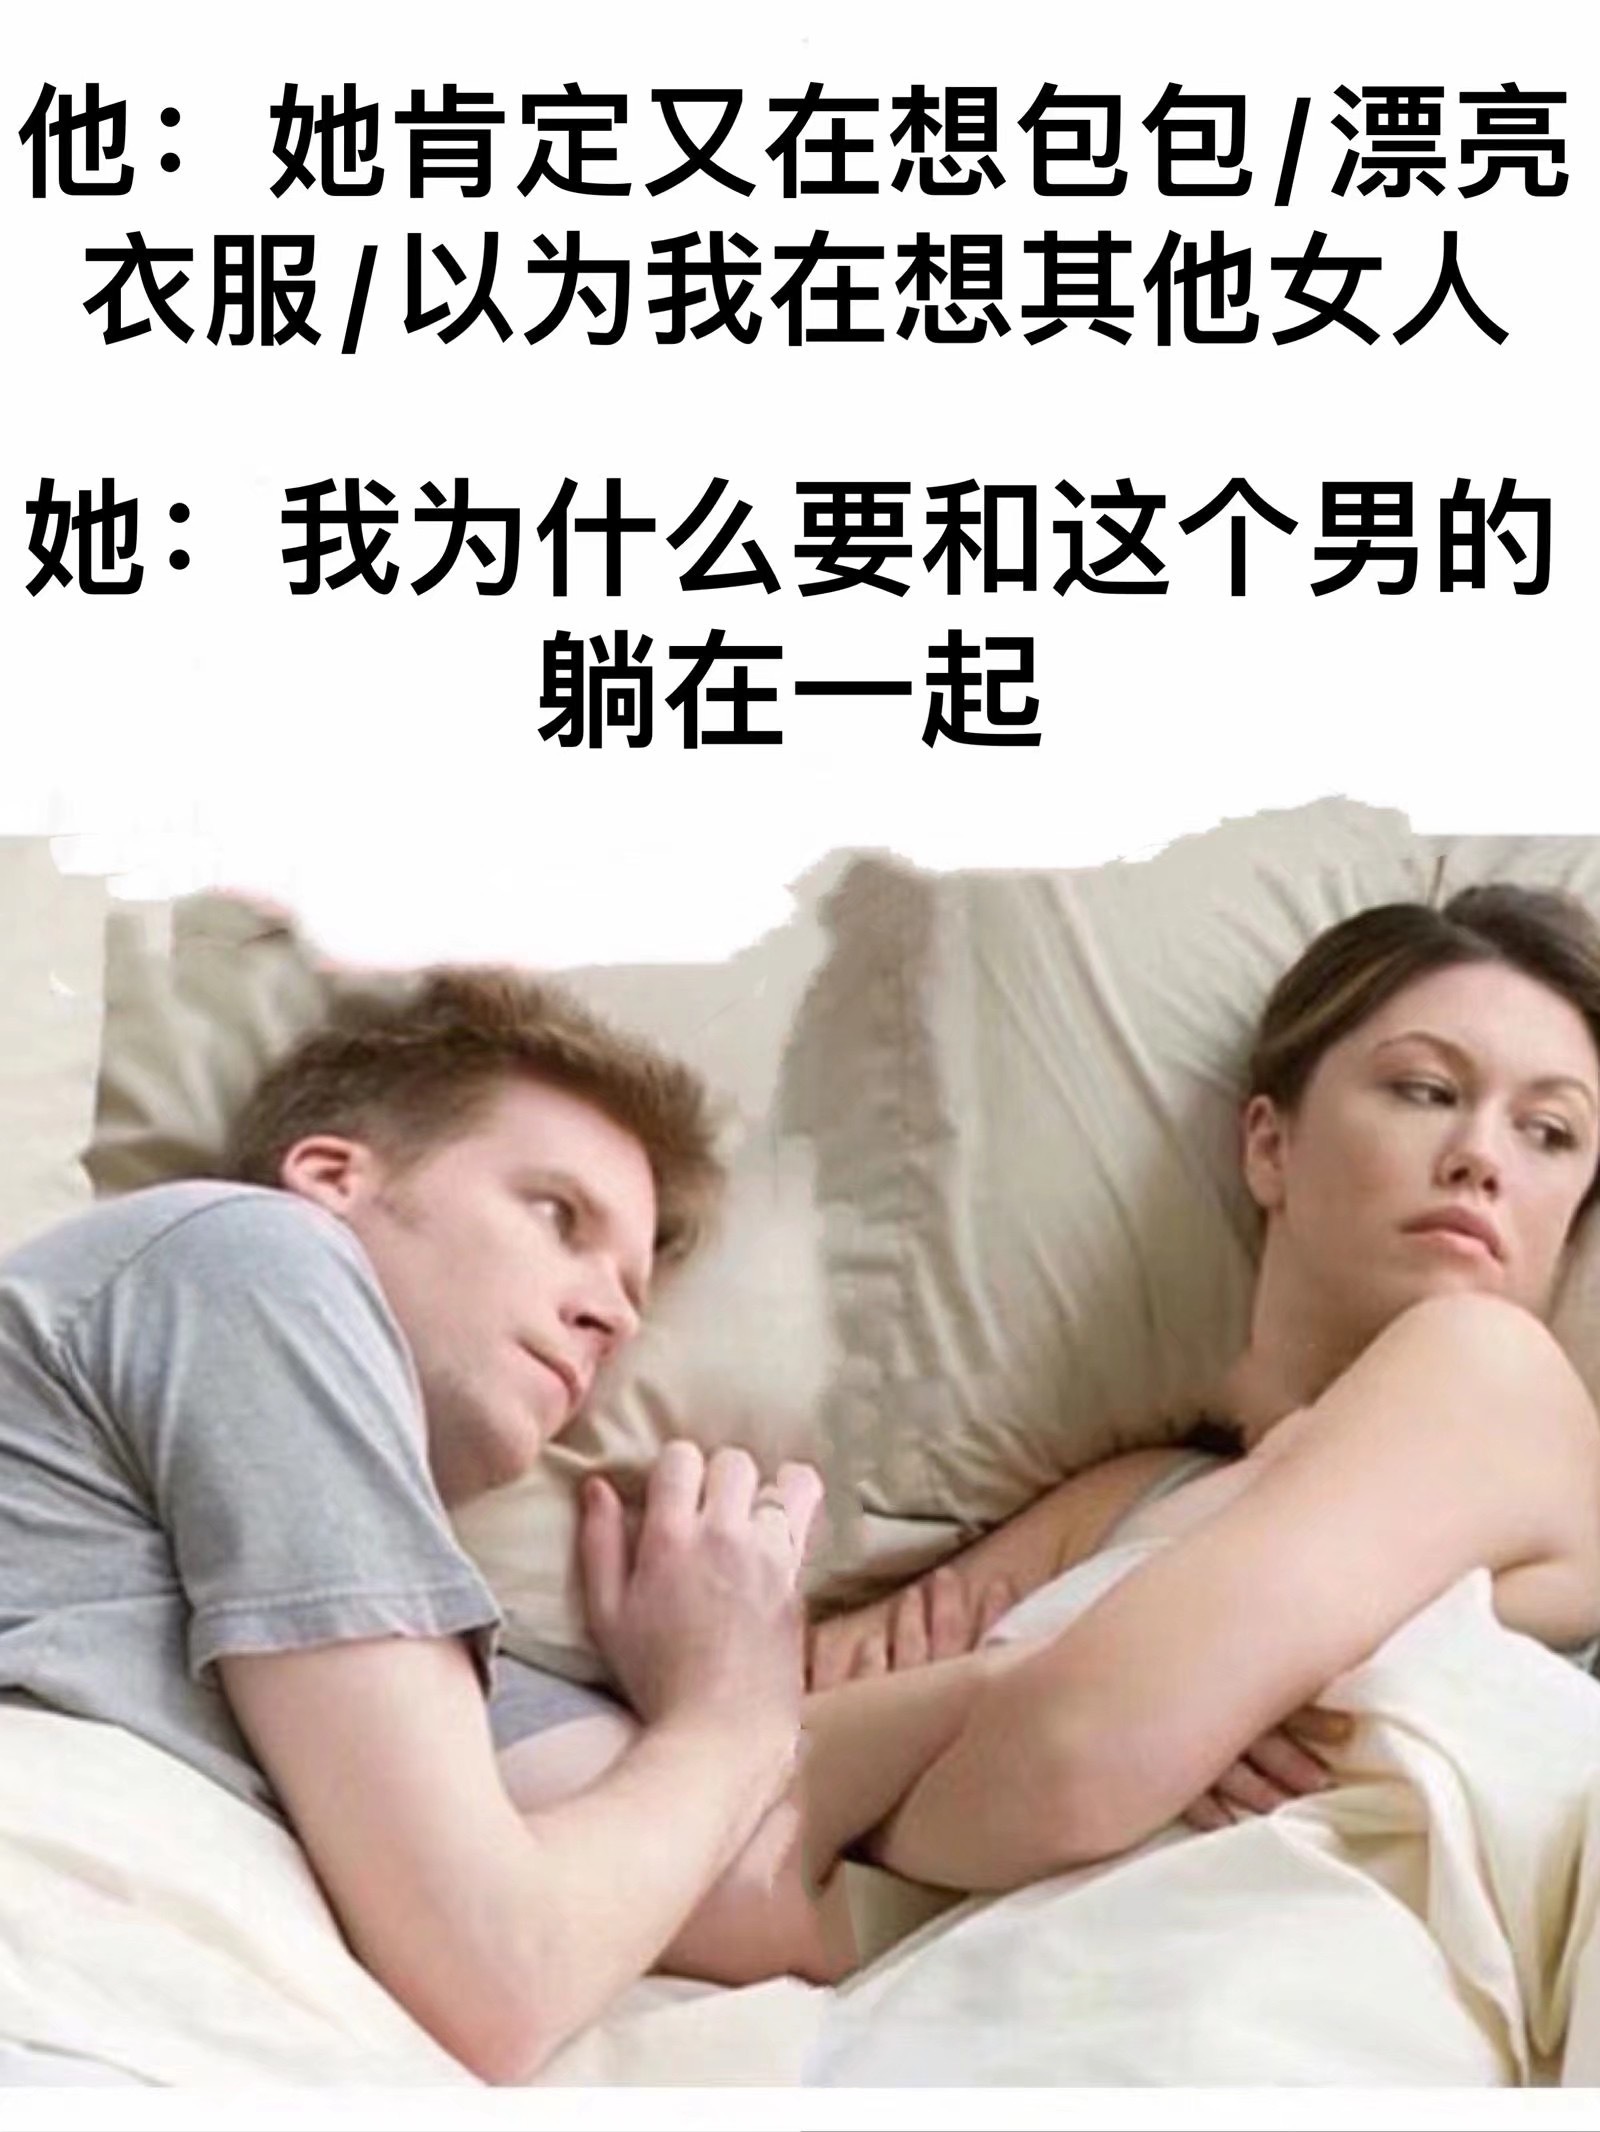 他：她肯定又在想包包/漂亮
衣服/以为我在想其他女人
她：我为什么要和这个男的
躺在一起